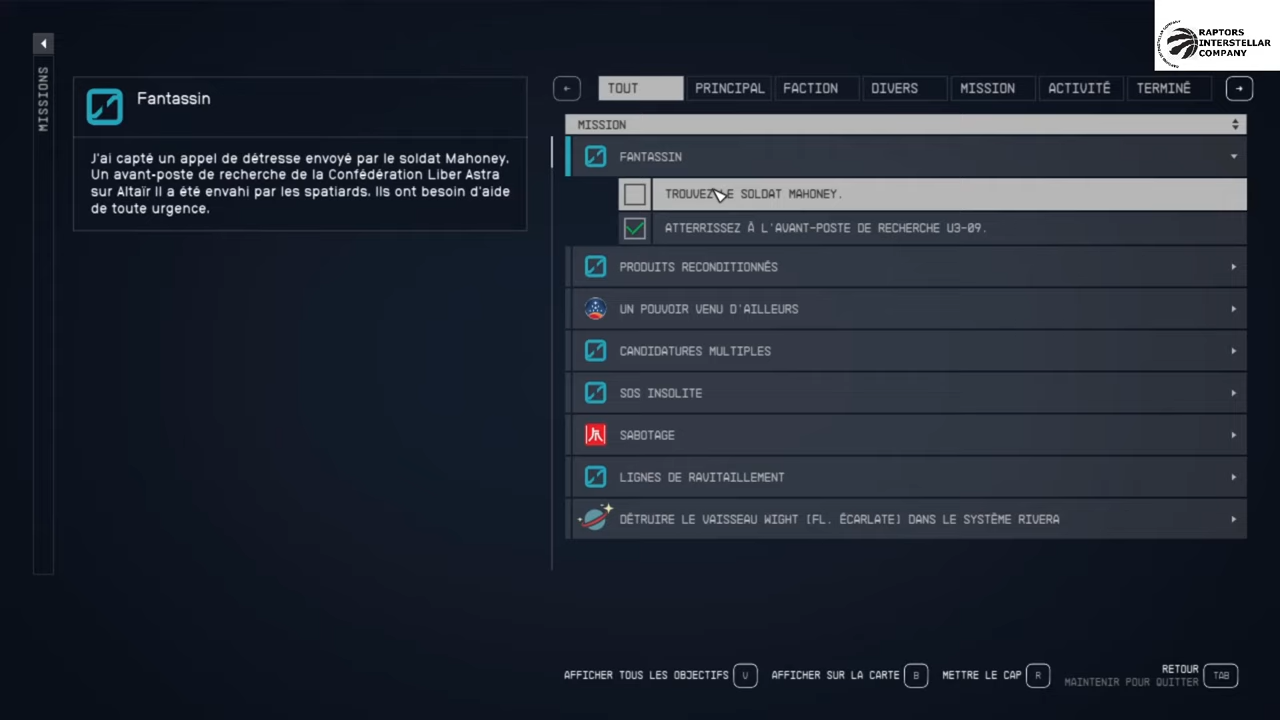 RAPTORS
INTERSTELLAR
COMPANY
MISSIONS
Fantassin
J'ai capté un appel de détresse envoyé par le soldat Mahoney.
Un avant-poste de recherche de la Confédération Liber Astra
sur Altaïr II a été envahi par les spatiards. Ils ont besoin d'aide
de toute urgence.
TOUT PRINCIPAL FACTION DIVERS MISSION ACTIVITÉ TERMINÉ
MISSION
FANTASSIN
TROUVEZ LE SOLDAT MAHONEY.
ATTERRISSEZ À L'AVANT-POSTE DE RECHERCHE U3-09.
PRODUITS RECONDITIONNÉS
UN POUVOIR VENU D'AILLEURS
CANDIDATURES MULTIPLES
SOS INSOLITE
SABOTAGE
LIGNES DE RAVITAILLEMENT
DÉTRUIRE LE VAISSEAU WIGHT [FL. ÉCARLATE] DANS LE SYSTÈME RIVERA
AFFICHER TOUS LES OBJECTIFS V AFFICHER SUR LA CARTE B METTRE LE CAP R RETOUR
MAINTENIR POUR QUITTER TAB